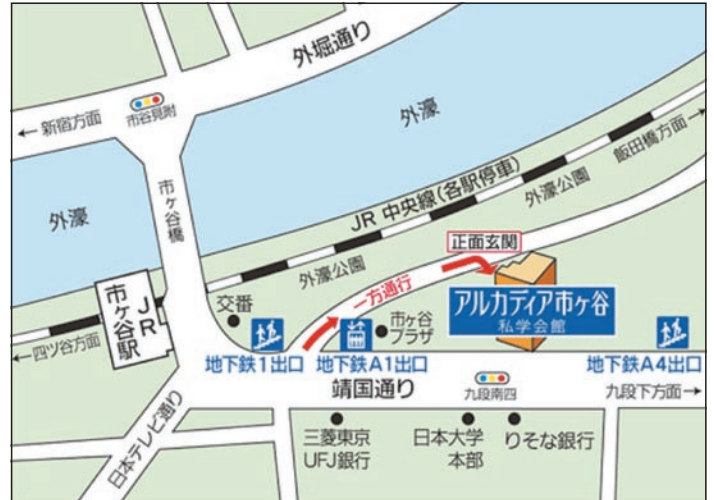 外堀通り
←新宿方面
市谷見附
外濠
飯田橋方面→
市ヶ谷橋
JR 中央線(各駅停車)
外濠公園
外濠
正面玄関
外濠公園
一方通行
JR
市ヶ谷駅
交番
アルカディア市ヶ谷
私学会館
市ヶ谷
プラザ
←四ツ谷方面
地下鉄1出口
地下鉄A1出口
地下鉄A4出口
靖国通り
九段南四
九段下方面→
日本テレビ通り
三菱東京
UFJ銀行
日本大学
本部
りそな銀行